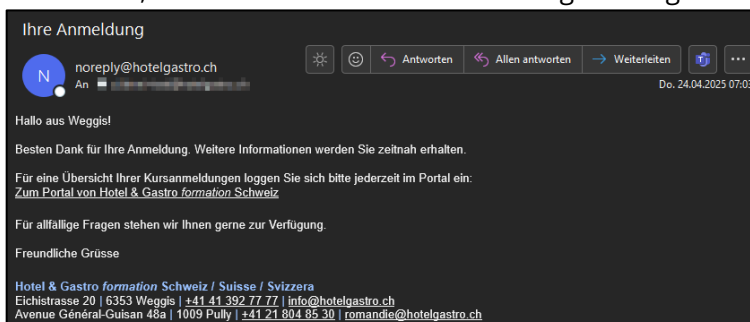 Ihre Anmeldung
N
noreply@hotelgastro.ch
An
Antworten
Allen antworten
Weiterleiten
Do. 24.04.2025 07:03
Hallo aus Weggis!
Besten Dank für Ihre Anmeldung. Weitere Informationen werden Sie zeitnah erhalten.
Für eine Übersicht Ihrer Kursanmeldungen loggen Sie sich bitte jederzeit im Portal ein:
Zum Portal von Hotel & Gastro formation Schweiz
Für allfällige Fragen stehen wir Ihnen gerne zur Verfügung.
Freundliche Grüsse
Hotel & Gastro formation Schweiz / Suisse / Svizzera
Eichistrasse 20 | 6353 Weggis | +41 41 392 77 77 | info@hotelgastro.ch
Avenue Général-Guisan 48a | 1009 Pully | +41 21 804 85 30 | romandie@hotelgastro.ch